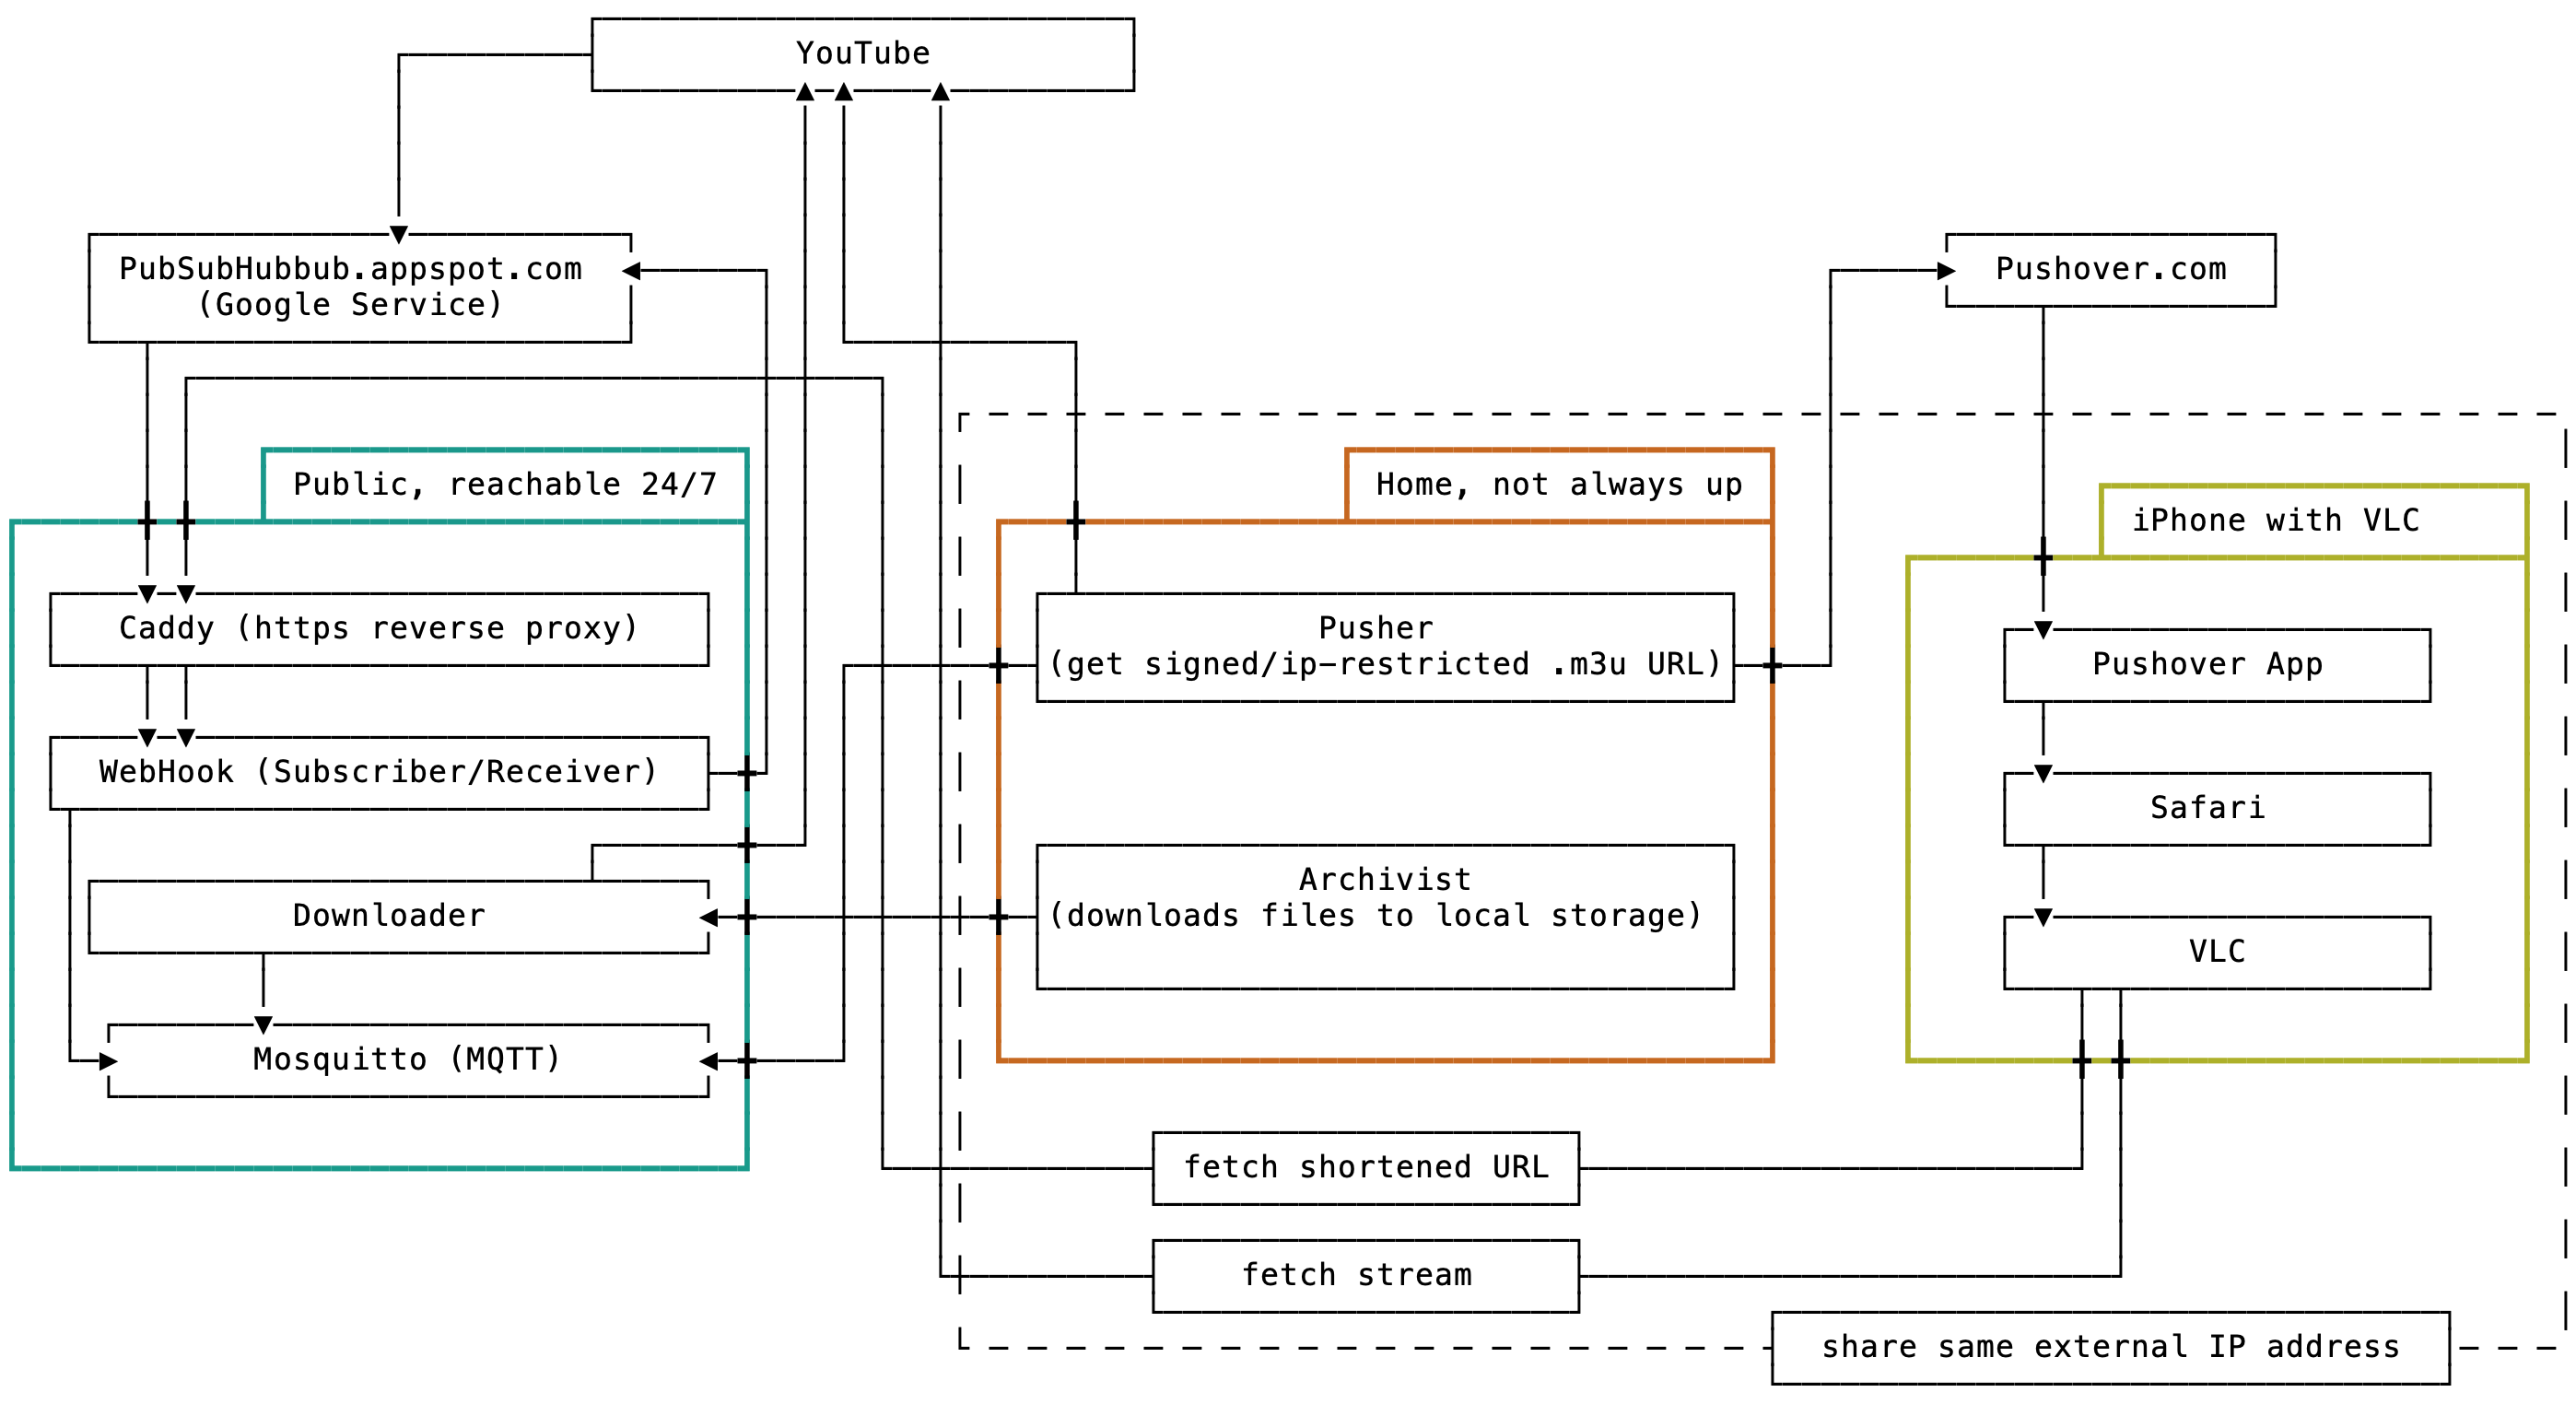 YouTube
PubSubHubbub.appspot.com
(Google Service)
Pushover.com
Public, reachable 24/7
Home, not always up
iPhone with VLC
Caddy (https reverse proxy)
Pusher
(get signed/ip-restricted .m3u URL)
Pushover App
WebHook (Subscriber/Receiver)
Safari
Archivist
(downloads files to local storage)
Downloader
VLC
Mosquitto (MQTT)
fetch shortened URL
fetch stream
share same external IP address